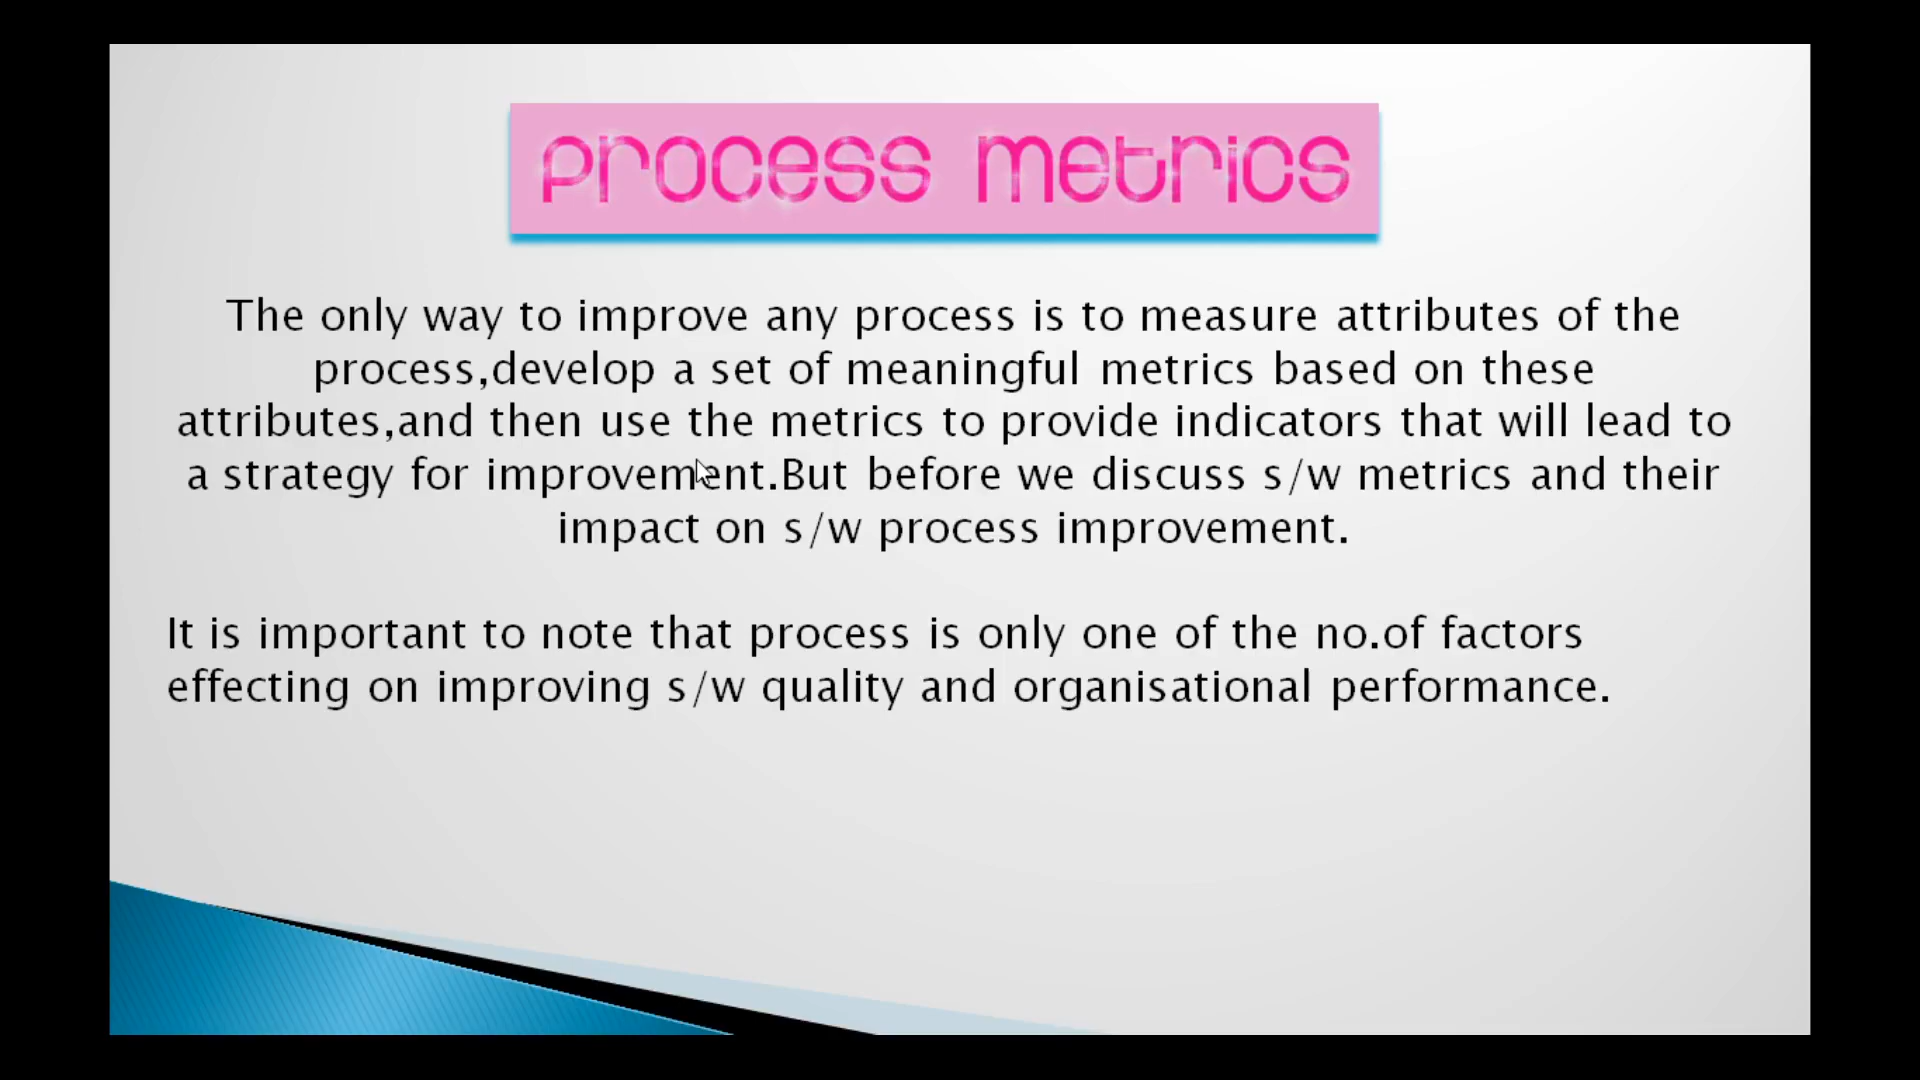 Process Metrics
The only way to improve any process is to measure attributes of the
process,develop a set of meaningful metrics based on these
attributes,and then use the metrics to provide indicators that will lead to
a strategy for improvement.But before we discuss s/w metrics and their
impact on s/w process improvement.
It is important to note that process is only one of the no.of factors
effecting on improving s/w quality and organisational performance.